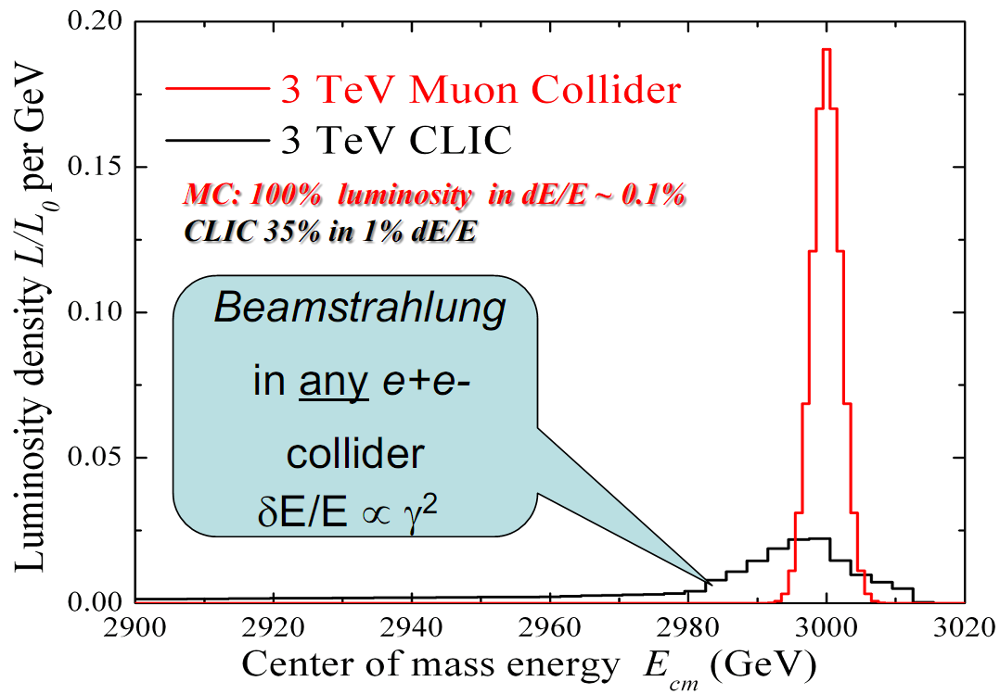 0.20
0.15
0.10
0.05
0.00
Luminosity density L/L0 per GeV
3 TeV Muon Collider
3 TeV CLIC
MC: 100% luminosity in dE/E ~ 0.1%
CLIC 35% in 1% dE/E
Beamstrahlung
in any e+e-
collider
δE/E ∝ γ²
2900 2920 2940 2960 2980 3000 3020
Center of mass energy Ecm (GeV)